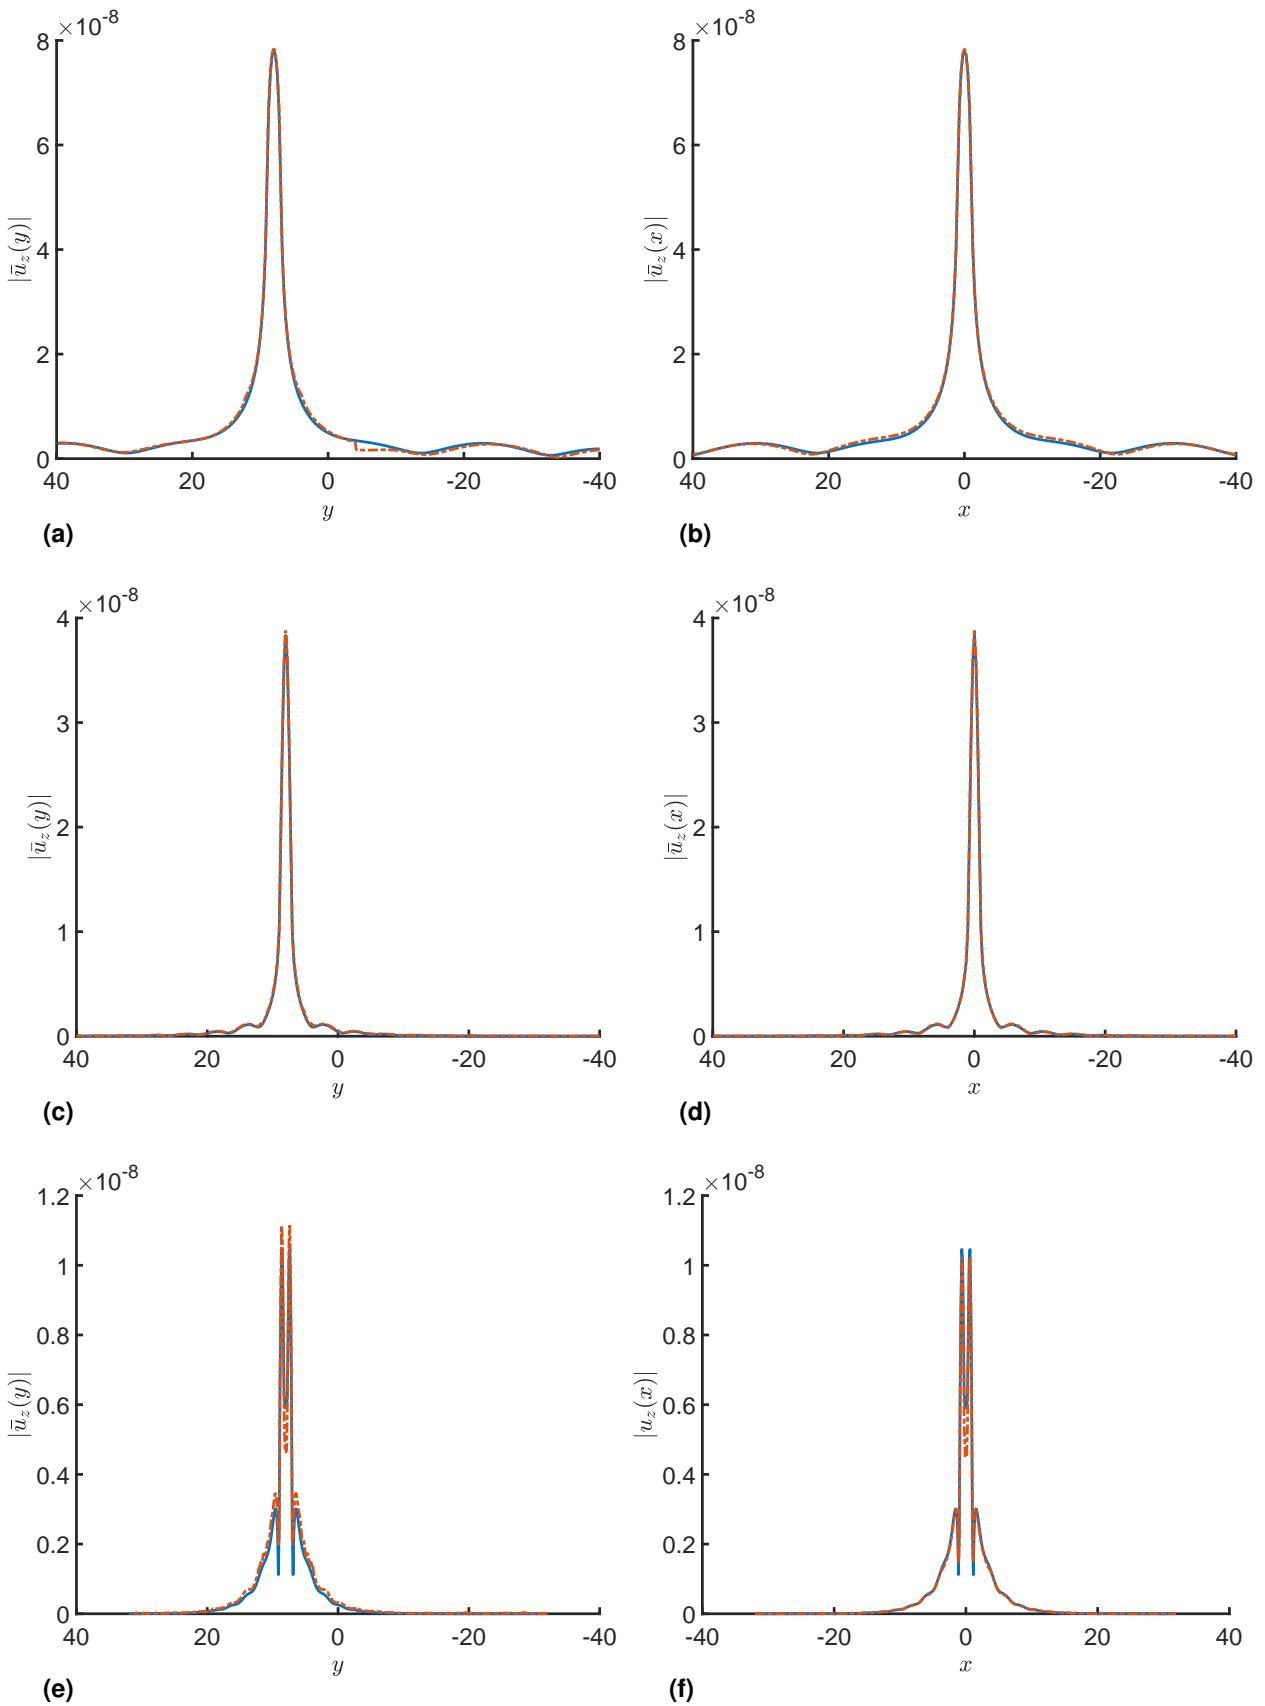 ×10⁻⁸ ×10⁻⁸
8 8
6 6
|ū_z(y)| |ū_z(x)|
4 4
2 2
0 0
40 20 0 -20 -40 40 20 0 -20 -40
y x
(a) (b)
×10⁻⁸ ×10⁻⁸
4 4
3 3
|ū_z(y)| |ū_z(x)|
2 2
1 1
0 0
40 20 0 -20 -40 40 20 0 -20 -40
y x
(c) (d)
×10⁻⁸ ×10⁻⁸
1.2 1.2
1 1
0.8 0.8
|ū_z(y)| |u_z(x)|
0.6 0.6
0.4 0.4
0.2 0.2
0 0
40 20 0 -20 -40 -40 -20 0 20 40
y x
(e) (f)